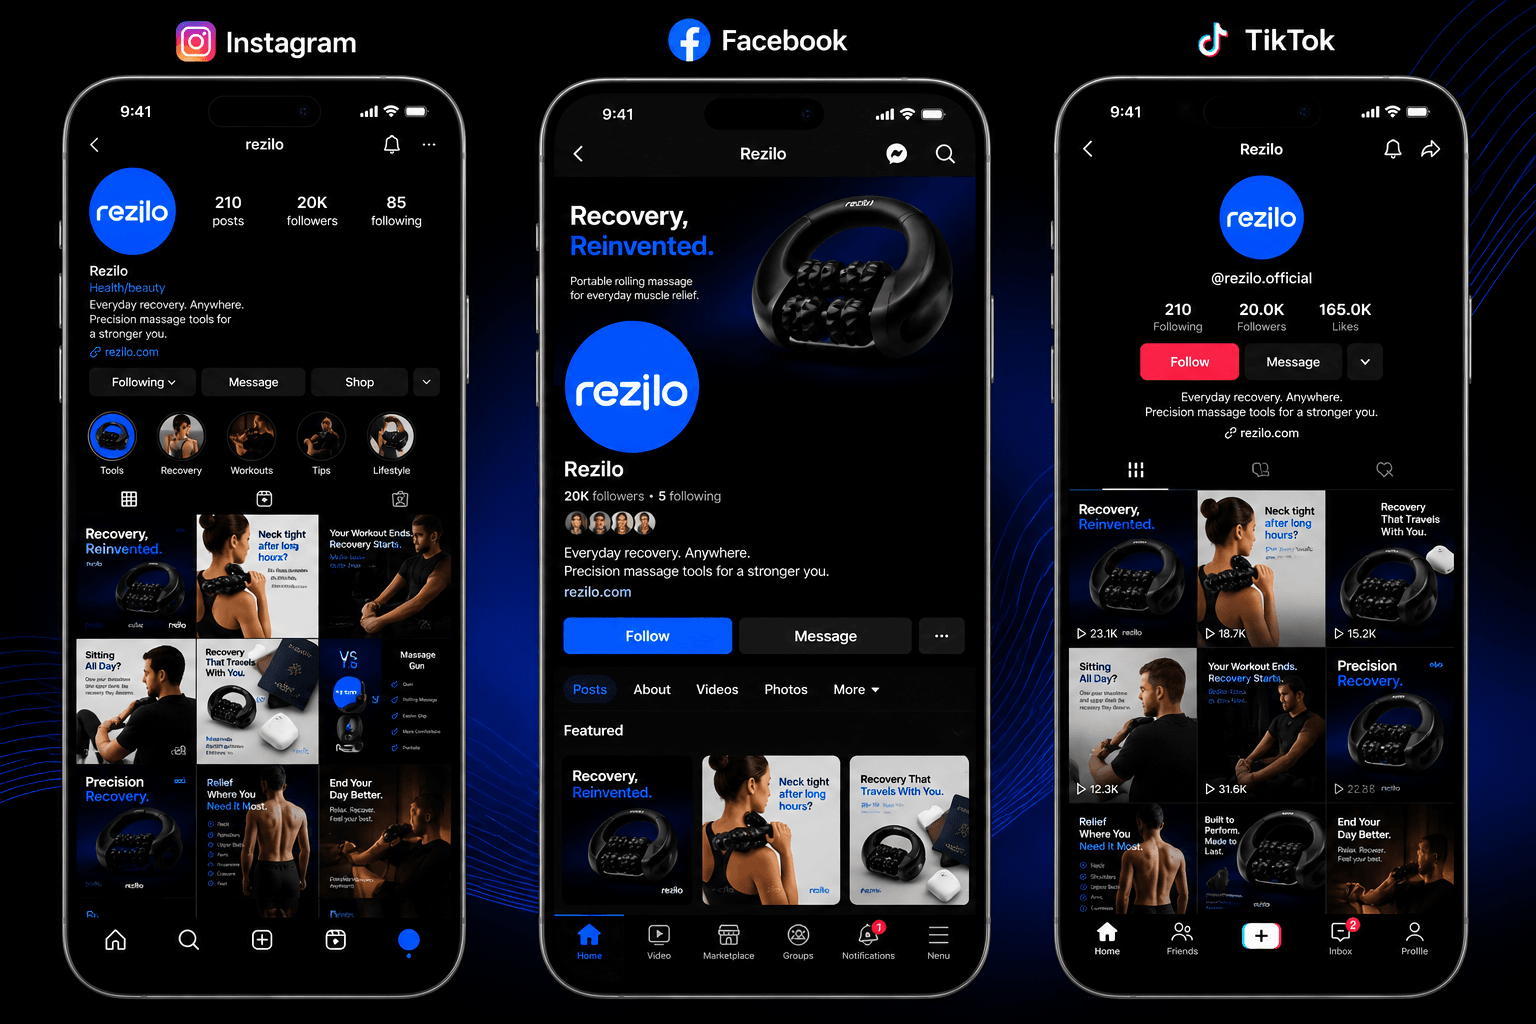 Instagram
Facebook
TikTok
9:41
rezilo
rezilo
210
posts
20K
followers
85
following
Rezilo
Health/beauty
Everyday recovery. Anywhere.
Precision massage tools for
a stronger you.
rezilo.com
Following
Message
Shop
Tools
Recovery
Workouts
Tips
Lifestyle
Recovery,
Reinvented.
rezilo
Neck tight
after long
hours?
Your Workout Ends.
Recovery Starts.
Sitting
All Day?
Recovery
That Travels
With You.
VS
Massage
Gun
Precision
Recovery.
rezilo
Relief
Where You
Need It Most.
End Your
Day Better.
Relax. Recover.
Feel your best.
9:41
Rezilo
Recovery,
Reinvented.
Portable rolling massage
for everyday muscle relief.
rezilo
rezilo
Rezilo
20K followers • 5 following
Everyday recovery. Anywhere.
Precision massage tools for a stronger you.
rezilo.com
Follow
Message
Posts
About
Videos
Photos
More
Featured
Recovery,
Reinvented.
rezilo
Neck tight
after long
hours?
rezilo
Recovery That
Travels With You.
1
Home
Video
Marketplace
Groups
Notifications
Nenu
9:41
Rezilo
rezilo
@rezilo.official
210
Following
20.0K
Followers
165.0K
Likes
Follow
Message
Everyday recovery. Anywhere.
Precision massage tools for a stronger you.
rezilo.com
Recovery,
Reinvented.
23.1K rezilo
Neck tight
after long
hours?
18.7K
Recovery
That Travels
With You.
15.2K
Sitting
All Day?
12.3K
Your Workout Ends.
Recovery Starts.
31.6K
Precision
Recovery.
rezilo
Relief
Where You
Need It Most.
Built to
Perform.
Made to
Last.
End Your
Day Better.
Relax. Recover.
Feel your best.
2
Home
Friends
Inbox
Profile